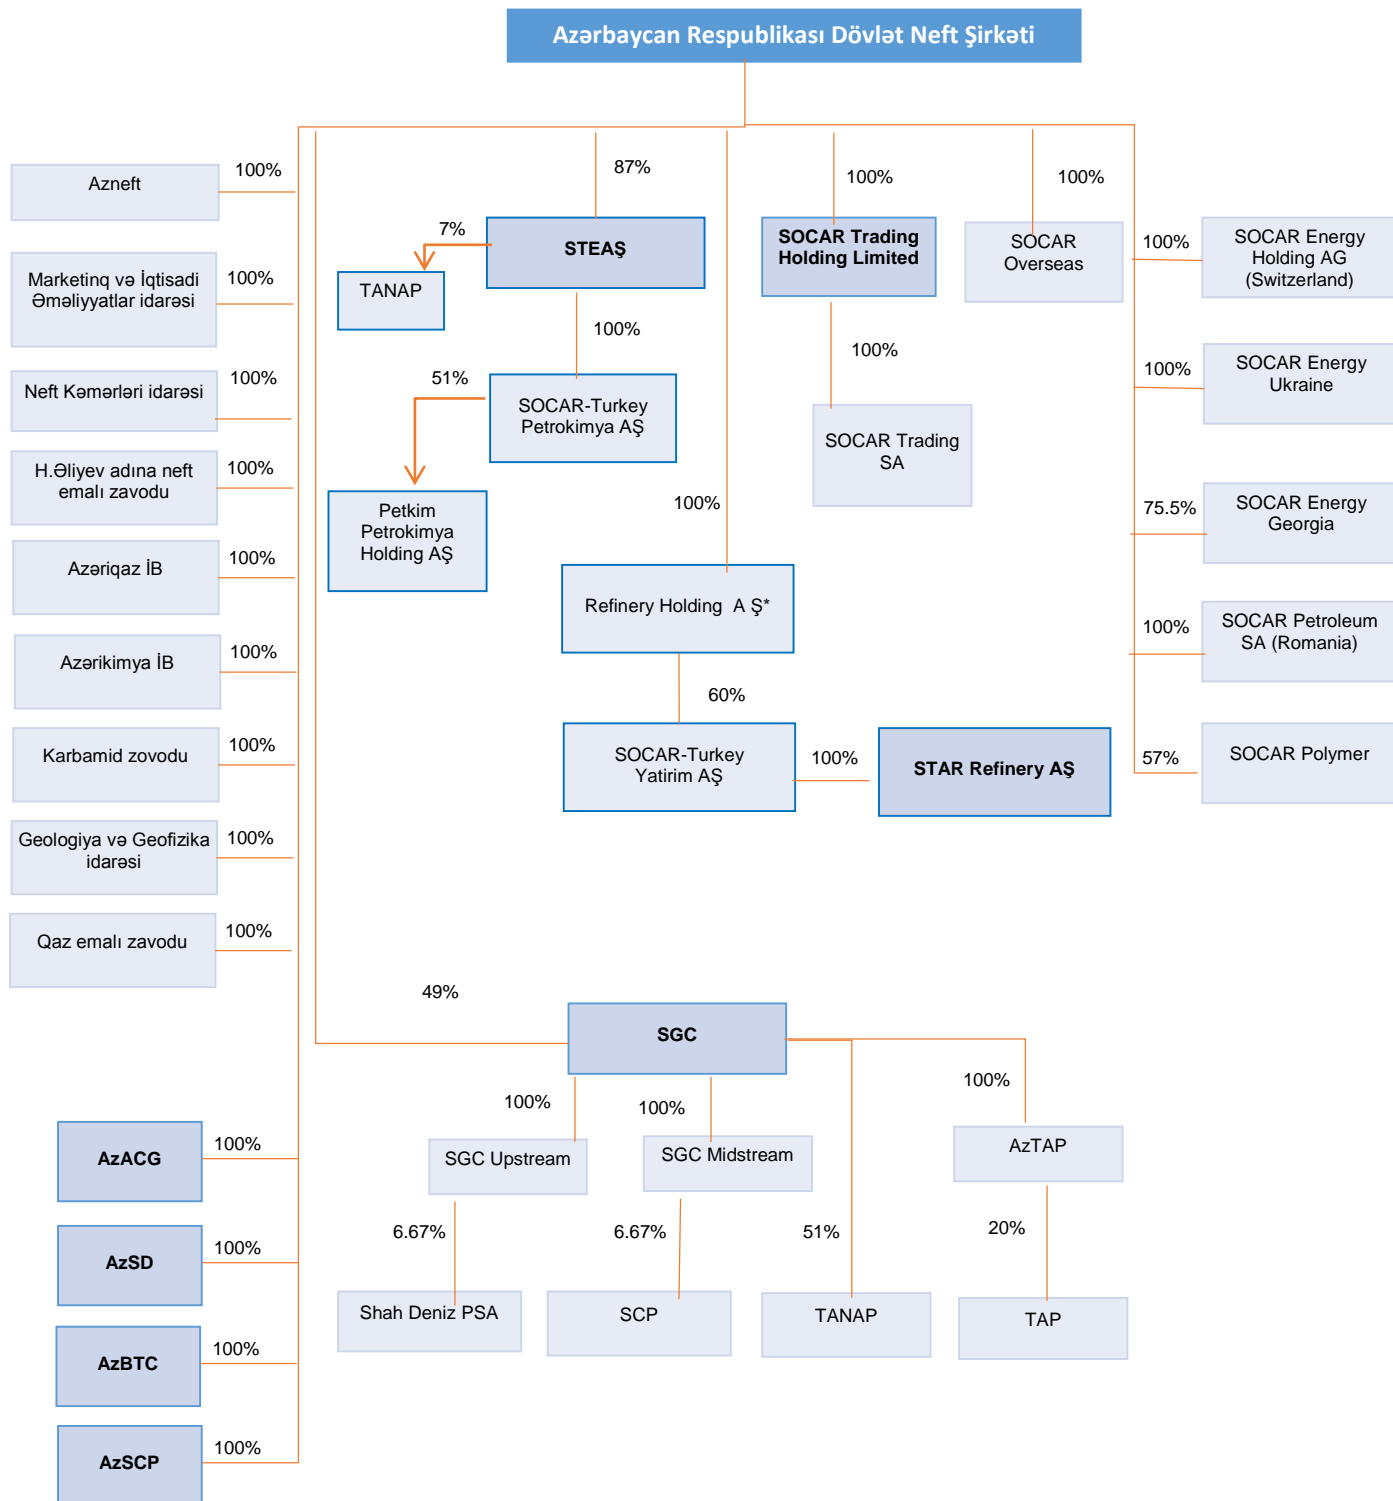 Azərbaycan Respublikası Dövlət Neft Şirkəti
Azneft
100%
Marketinq və İqtisadi
Əməliyyatlar idarəsi
100%
Neft Kəmərləri idarəsi
100%
H.Əliyev adına neft
emalı zavodu
100%
Azəriqaz İB
100%
Azərikimya İB
100%
Karbamid zovodu
100%
Geologiya və Geofizika
idarəsi
100%
Qaz emalı zavodu
100%
AzACG
100%
AzSD
100%
AzBTC
100%
AzSCP
100%
87%
STEAŞ
7%
TANAP
100%
SOCAR-Turkey
Petrokimya AŞ
51%
Petkim
Petrokimya
Holding AŞ
100%
Refinery Holding A Ş*
60%
SOCAR-Turkey
Yatirim AŞ
100%
STAR Refinery AŞ
100%
SOCAR Trading
Holding Limited
100%
SOCAR Trading
SA
100%
SOCAR
Overseas
100%
SOCAR Energy
Holding AG
(Switzerland)
100%
SOCAR Energy
Ukraine
75.5%
SOCAR Energy
Georgia
100%
SOCAR Petroleum
SA (Romania)
57%
SOCAR Polymer
49%
SGC
100%
SGC Upstream
6.67%
Shah Deniz PSA
100%
SGC Midstream
6.67%
SCP
51%
TANAP
100%
AzTAP
20%
TAP